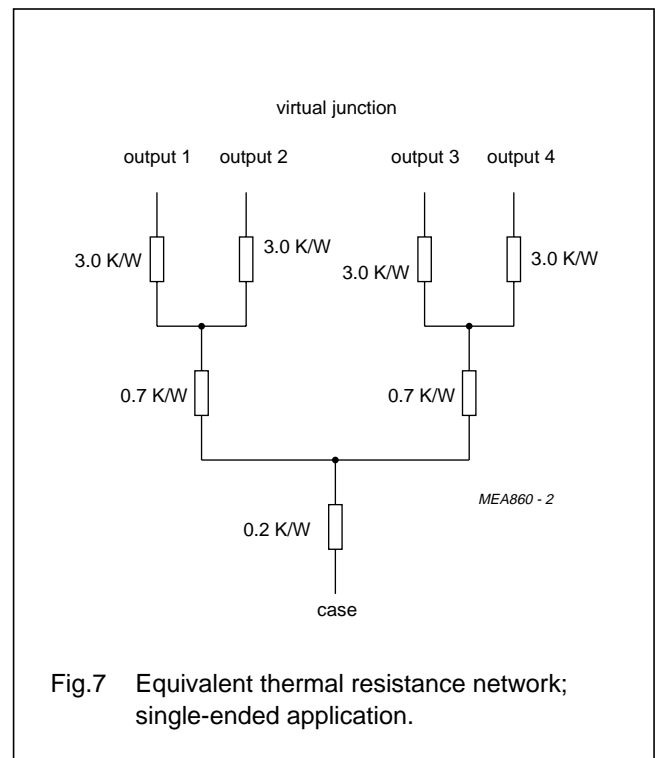 virtual junction
output 1 output 2 output 3 output 4
3.0 K/W 3.0 K/W 3.0 K/W 3.0 K/W
0.7 K/W 0.7 K/W
MEA860 - 2
0.2 K/W
case
Fig.7 Equivalent thermal resistance network;
single-ended application.